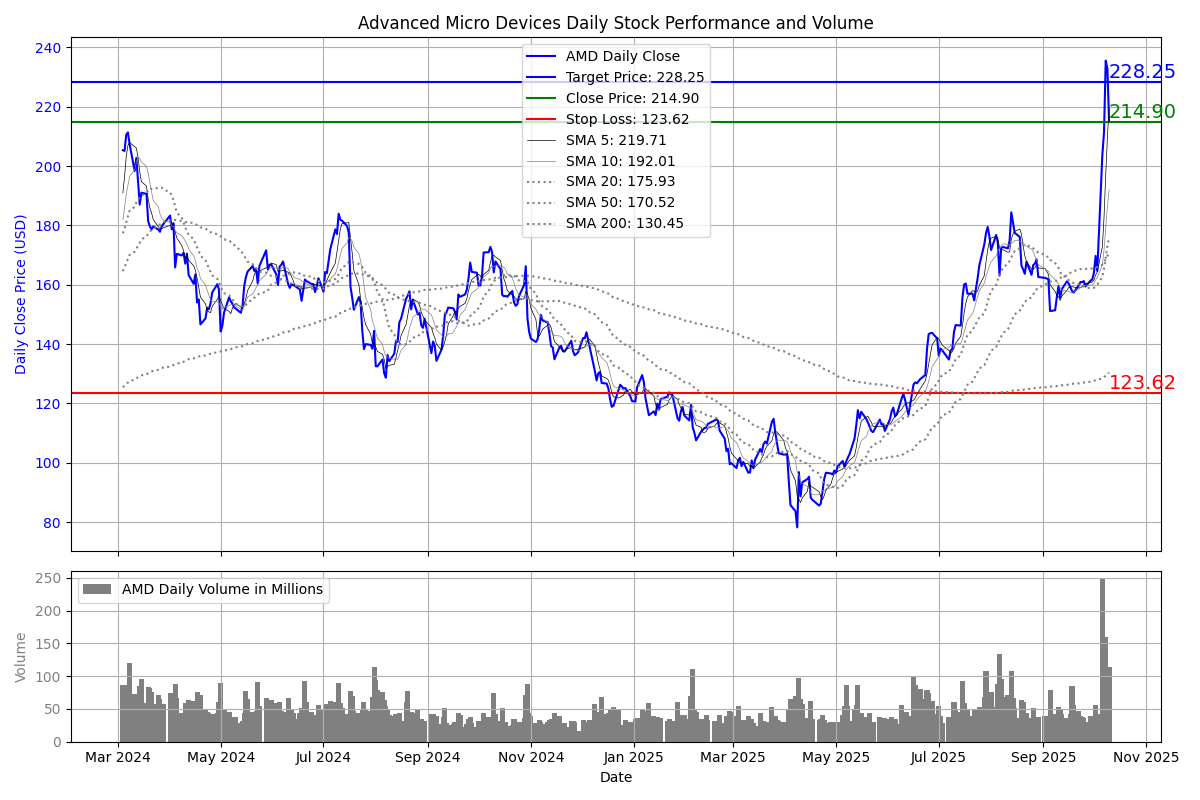 Advanced Micro Devices Daily Stock Performance and Volume
240
220
200
180
160
140
120
100
80
Daily Close Price (USD)
AMD Daily Close
Target Price: 228.25
Close Price: 214.90
Stop Loss: 123.62
SMA 5: 219.71
SMA 10: 192.01
SMA 20: 175.93
SMA 50: 170.52
SMA 200: 130.45
228.25
214.90
123.62
250
200
150
100
50
0
Volume
AMD Daily Volume in Millions
Mar 2024 May 2024 Jul 2024 Sep 2024 Nov 2024 Jan 2025 Mar 2025 May 2025 Jul 2025 Sep 2025 Nov 2025
Date